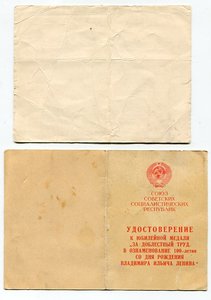 СОЮЗ
СОВЕТСКИХ
СОЦИАЛИСТИЧЕСКИХ
РЕСПУБЛИК
УДОСТОВЕРЕНИЕ
К ЮБИЛЕЙНОЙ МЕДАЛИ
„ЗА ДОБЛЕСТНЫЙ ТРУД.
В ОЗНАМЕНОВАНИЕ 100-летия
СО ДНЯ РОЖДЕНИЯ
ВЛАДИМИРА ИЛЬИЧА ЛЕНИНА“